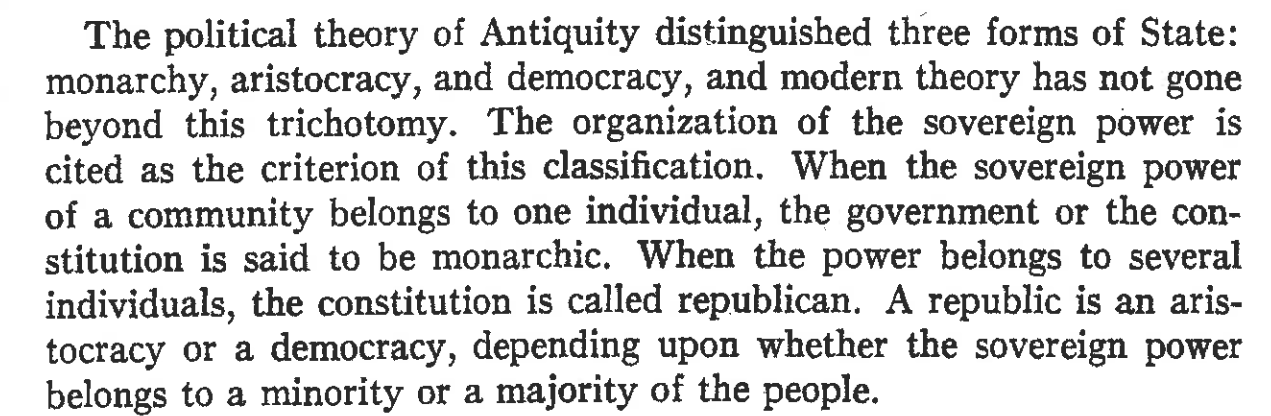 The political theory of Antiquity distinguished three forms of State:
monarchy, aristocracy, and democracy, and modern theory has not gone
beyond this trichotomy. The organization of the sovereign power is
cited as the criterion of this classification. When the sovereign power
of a community belongs to one individual, the government or the con-
stitution is said to be monarchic. When the power belongs to several
individuals, the constitution is called republican. A republic is an aris-
tocracy or a democracy, depending upon whether the sovereign power
belongs to a minority or a majority of the people.